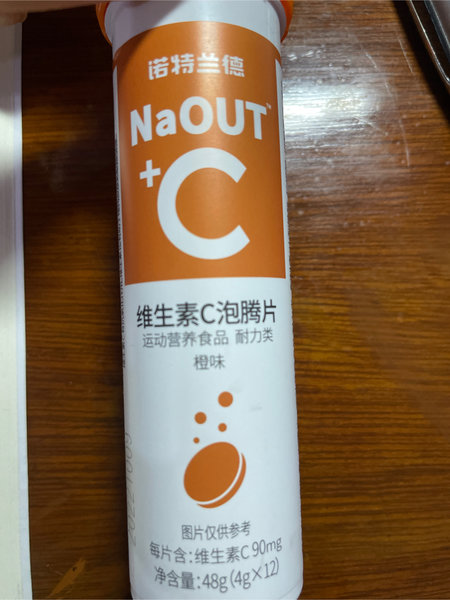 诺特兰德
NaOUT™
+C
维生素C泡腾片
运动营养食品 耐力类
橙味
图片仅供参考
每片含:维生素C 90mg
净含量:48g(4g×12)